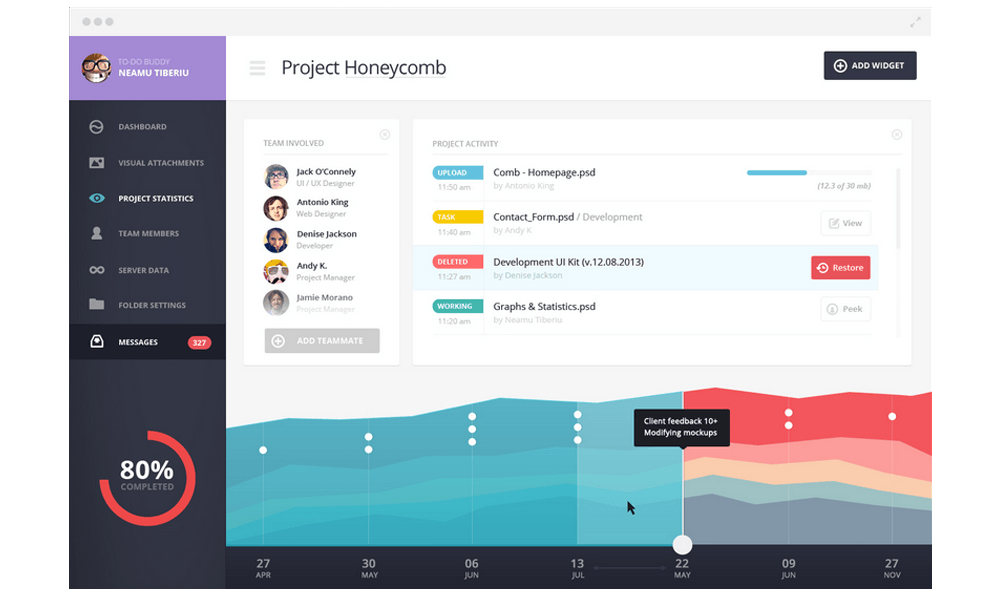 TO-DO BUDDY
NEAMU TIBERIU
Project Honeycomb
ADD WIDGET
DASHBOARD
VISUAL ATTACHMENTS
PROJECT STATISTICS
TEAM MEMBERS
SERVER DATA
FOLDER SETTINGS
MESSAGES 327
80%
COMPLETED
TEAM INVOLVED
Jack O'Connely
UI / UX Designer
Antonio King
Web Designer
Denise Jackson
Developer
Andy K.
Project Manager
Jamie Morano
Project Manager
ADD TEAMMATE
PROJECT ACTIVITY
UPLOAD Comb - Homepage.psd
11:50 am by Antonio King (12.3 of 30 mb)
TASK Contact_Form.psd / Development View
11:40 am by Andy K
DELETED Development UI Kit (v.12.08.2013) Restore
11:27 am by Denise Jackson
WORKING Graphs & Statistics.psd Peek
11:20 am by Neamu Tiberiu
Client feedback 10+
Modifying mockups
27 30 06 13 22 09 27
APR MAY JUN JUL MAY JUN NOV